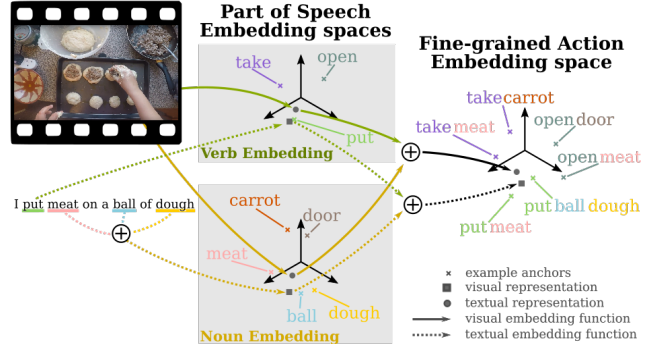 Part of Speech
Embedding spaces
take
open
put
Verb Embedding
I put meat on a ball of dough
carrot
door
meat
ball
dough
Noun Embedding
Fine-grained Action
Embedding space
take carrot
take meat
open door
open meat
put ball dough
put meat
example anchors
visual representation
textual representation
visual embedding function
textual embedding function